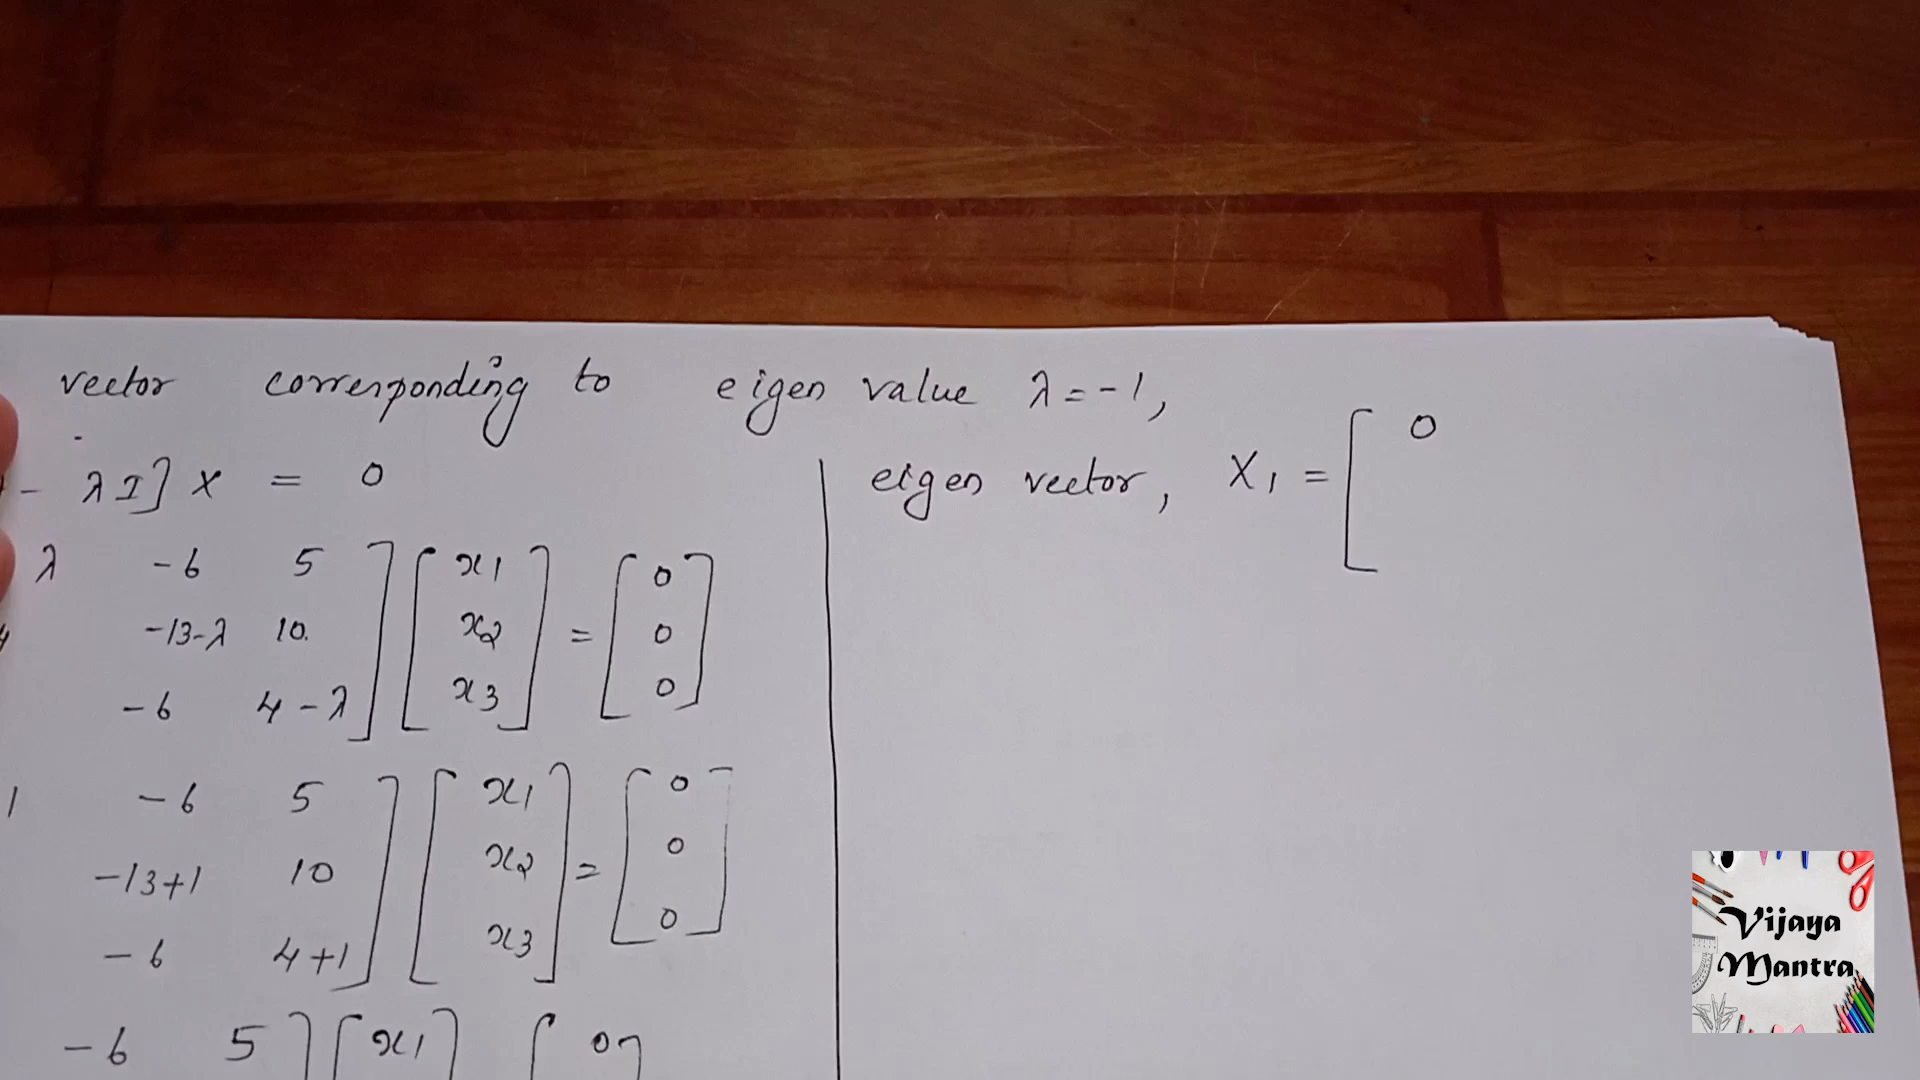 vector corresponding to eigen value λ = -1,
- λI] X = 0
λ -6 5 ] [ x1 ] = [ 0 ]
-13-λ 10. x2 0
-6 4-λ x3 0
1 -6 5 ] [ x1 ] = [ 0 ]
-13+1 10 x2 0
-6 4+1 x3 0
-6 5 ] [ x1 ] [ 0 ]
eigen vector, X1 = [ 0
Vijaya
Mantra